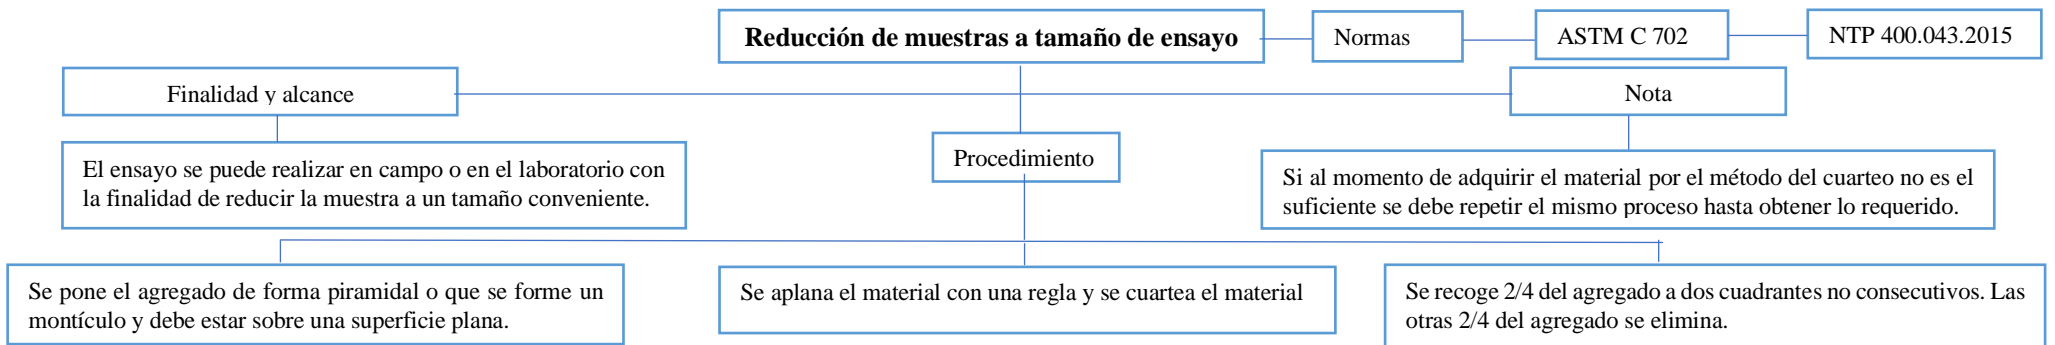 Reducción de muestras a tamaño de ensayo
Normas
ASTM C 702
NTP 400.043.2015
Finalidad y alcance
Nota
El ensayo se puede realizar en campo o en el laboratorio con
la finalidad de reducir la muestra a un tamaño conveniente.
Procedimiento
Si al momento de adquirir el material por el método del cuarteo no es el
suficiente se debe repetir el mismo proceso hasta obtener lo requerido.
Se pone el agregado de forma piramidal o que se forme un
montículo y debe estar sobre una superficie plana.
Se aplana el material con una regla y se cuartea el material
Se recoge 2/4 del agregado a dos cuadrantes no consecutivos. Las
otras 2/4 del agregado se elimina.